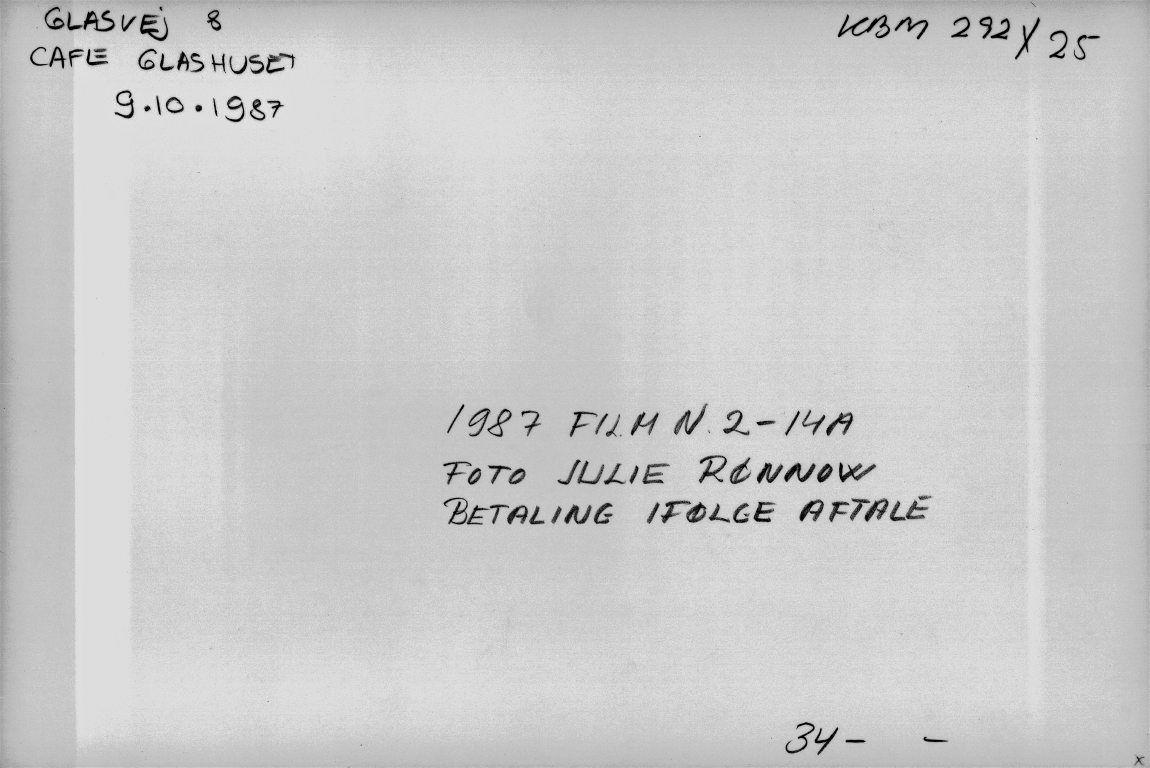 GLASVEJ 8
CAFE GLASHUSET
9.10.1987
KBM 292/25
1987 FILM N. 2-14A
FOTO JULIE RØNNOW
BETALING IFØLGE AFTALE
34- -
x